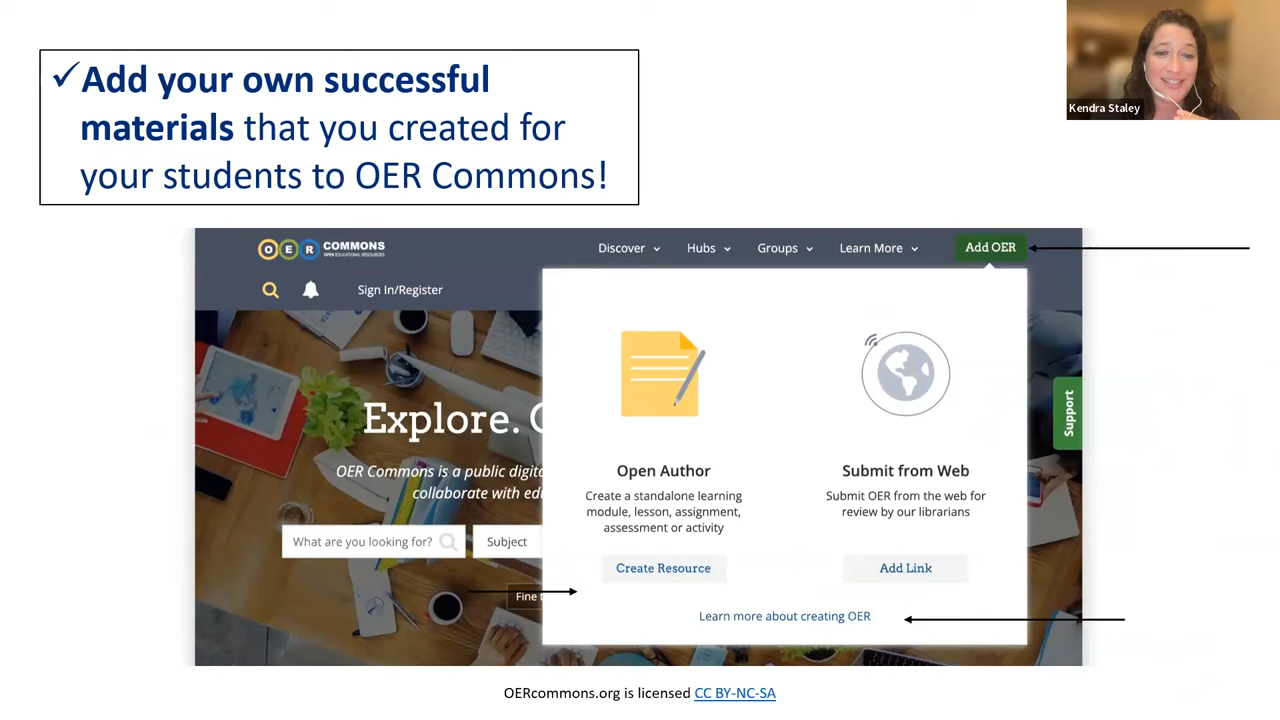 ✓Add your own successful
materials that you created for
your students to OER Commons!
Kendra Staley
OER COMMONS
OPEN EDUCATIONAL RESOURCES
Discover Hubs Groups Learn More Add OER
Sign In/Register
Explore.
OER Commons is a public
collaborate with
What are you looking for? Subject
Fine
Support
Open Author
Create a standalone learning
module, lesson, assignment,
assessment or activity
Create Resource
Submit from Web
Submit OER from the web for
review by our librarians
Add Link
Learn more about creating OER
OERcommons.org is licensed CC BY-NC-SA